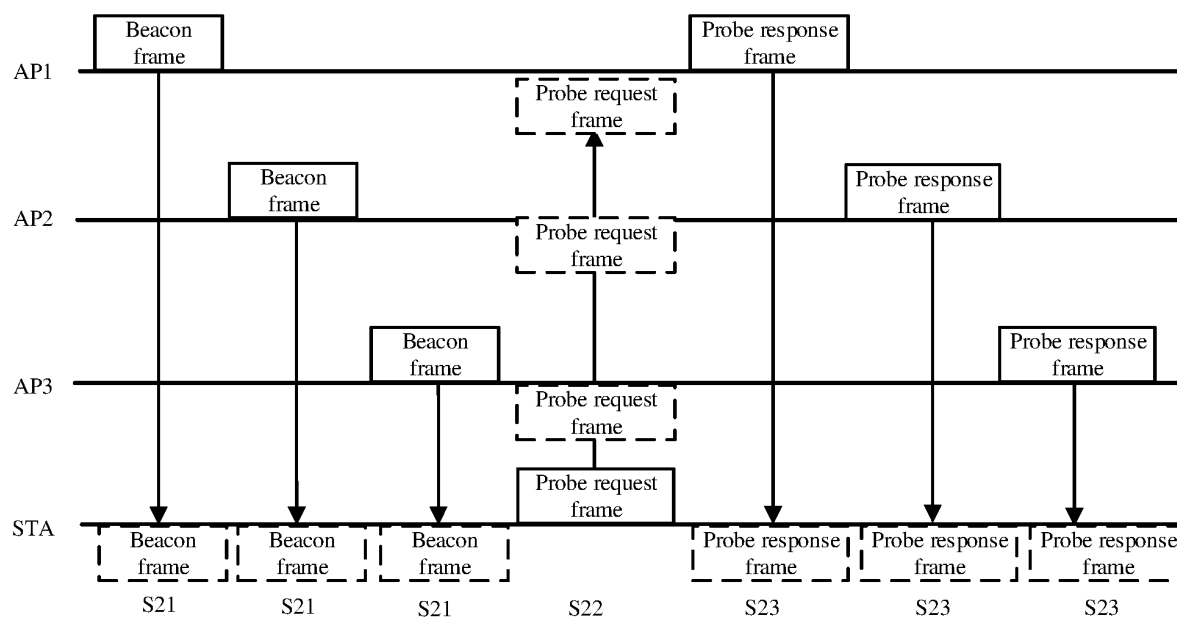 Beacon
frame
Probe response
frame
AP1
Probe request
frame
Beacon
frame
Probe response
frame
AP2
Probe request
frame
Beacon
frame
Probe response
frame
AP3
Probe request
frame
Probe request
frame
STA
Beacon
frame
Beacon
frame
Beacon
frame
Probe response
frame
Probe response
frame
Probe response
frame
S21
S21
S21
S22
S23
S23
S23